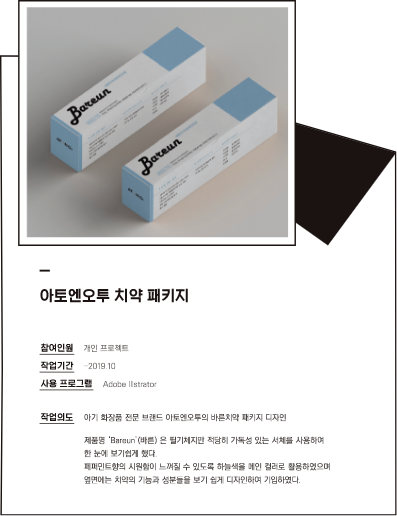 Bareun
Bareun
아토엔오투 치약 패키지
참여인원 개인 프로젝트
작업기간 -2019.10
사용 프로그램 Adobe Ilstrator
작업의도 아기 화장품 전문 브랜드 아토엔오투의 바른치약 패키지 디자인
제품명 'Bareun'(바른) 은 필기체지만 적당히 가독성 있는 서체를 사용하여
한 눈에 보기쉽게 했다.
페퍼민트향의 시원함이 느껴질 수 있도록 하늘색을 메인 컬러로 활용하였으며
옆면에는 치약의 기능과 성분들을 보기 쉽게 디자인하여 기입하였다.